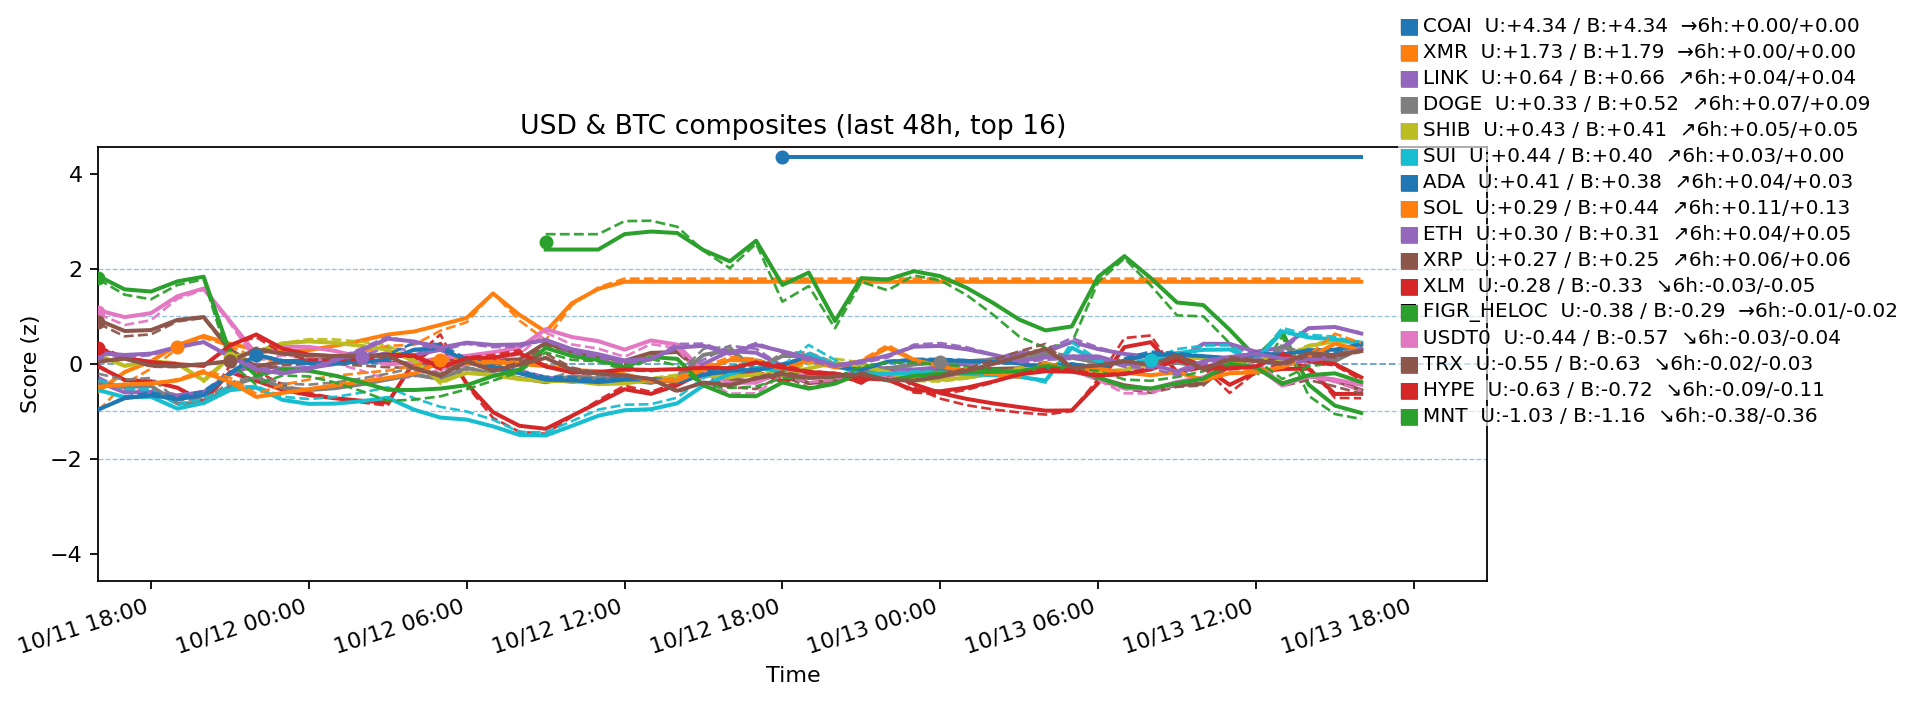 COAI  U:+4.34 / B:+4.34  →6h:+0.00/+0.00
XMR  U:+1.73 / B:+1.79  →6h:+0.00/+0.00
LINK  U:+0.64 / B:+0.66  ↗6h:+0.04/+0.04
DOGE  U:+0.33 / B:+0.52  ↗6h:+0.07/+0.09
SHIB  U:+0.43 / B:+0.41  ↗6h:+0.05/+0.05
SUI  U:+0.44 / B:+0.40  ↗6h:+0.03/+0.00
ADA  U:+0.41 / B:+0.38  ↗6h:+0.04/+0.03
SOL  U:+0.29 / B:+0.44  ↗6h:+0.11/+0.13
ETH  U:+0.30 / B:+0.31  ↗6h:+0.04/+0.05
XRP  U:+0.27 / B:+0.25  ↗6h:+0.06/+0.06
XLM  U:-0.28 / B:-0.33  ↘6h:-0.03/-0.05
FIGR_HELOC  U:-0.38 / B:-0.29  →6h:-0.01/-0.02
USDT0  U:-0.44 / B:-0.57  ↘6h:-0.03/-0.04
TRX  U:-0.55 / B:-0.63  ↘6h:-0.02/-0.03
HYPE  U:-0.63 / B:-0.72  ↘6h:-0.09/-0.11
MNT  U:-1.03 / B:-1.16  ↘6h:-0.38/-0.36
USD & BTC composites (last 48h, top 16)
Score (z)
4
2
0
−2
−4
10/11 18:00
10/12 00:00
10/12 06:00
10/12 12:00
10/12 18:00
10/13 00:00
10/13 06:00
10/13 12:00
10/13 18:00
Time